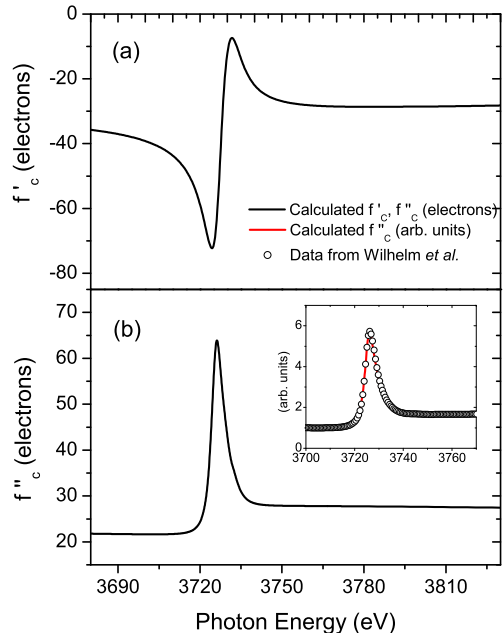 0
(a)
-20
-40
-60
-80
f'c (electrons)
Calculated f'C, f"C (electrons)
Calculated f"C (arb. units)
Data from Wilhelm et al.
70
(b)
60
50
40
30
20
f"c (electrons)
6
4
2
0
(arb. units)
3700 3720 3740 3760
3690 3720 3750 3780 3810
Photon Energy (eV)